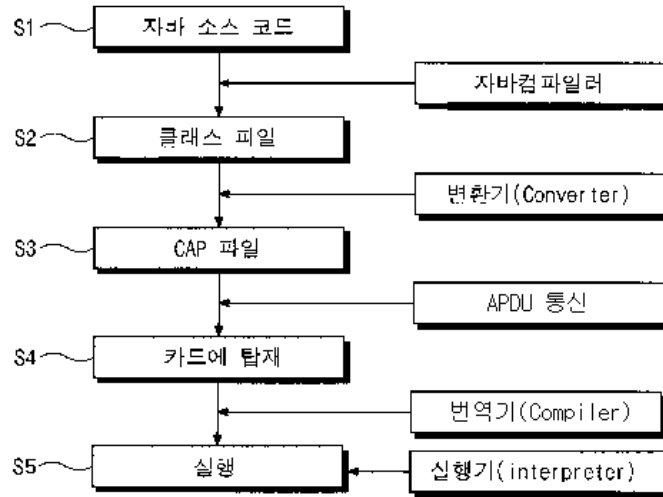 S1 자바 소스 코드
자바컴파일러
S2 클래스 파일
변환기(Converter)
S3 CAP 파일
APDU 통신
S4 카드에 탑재
번역기(Compiler)
S5 실행 실행기(interpreter)